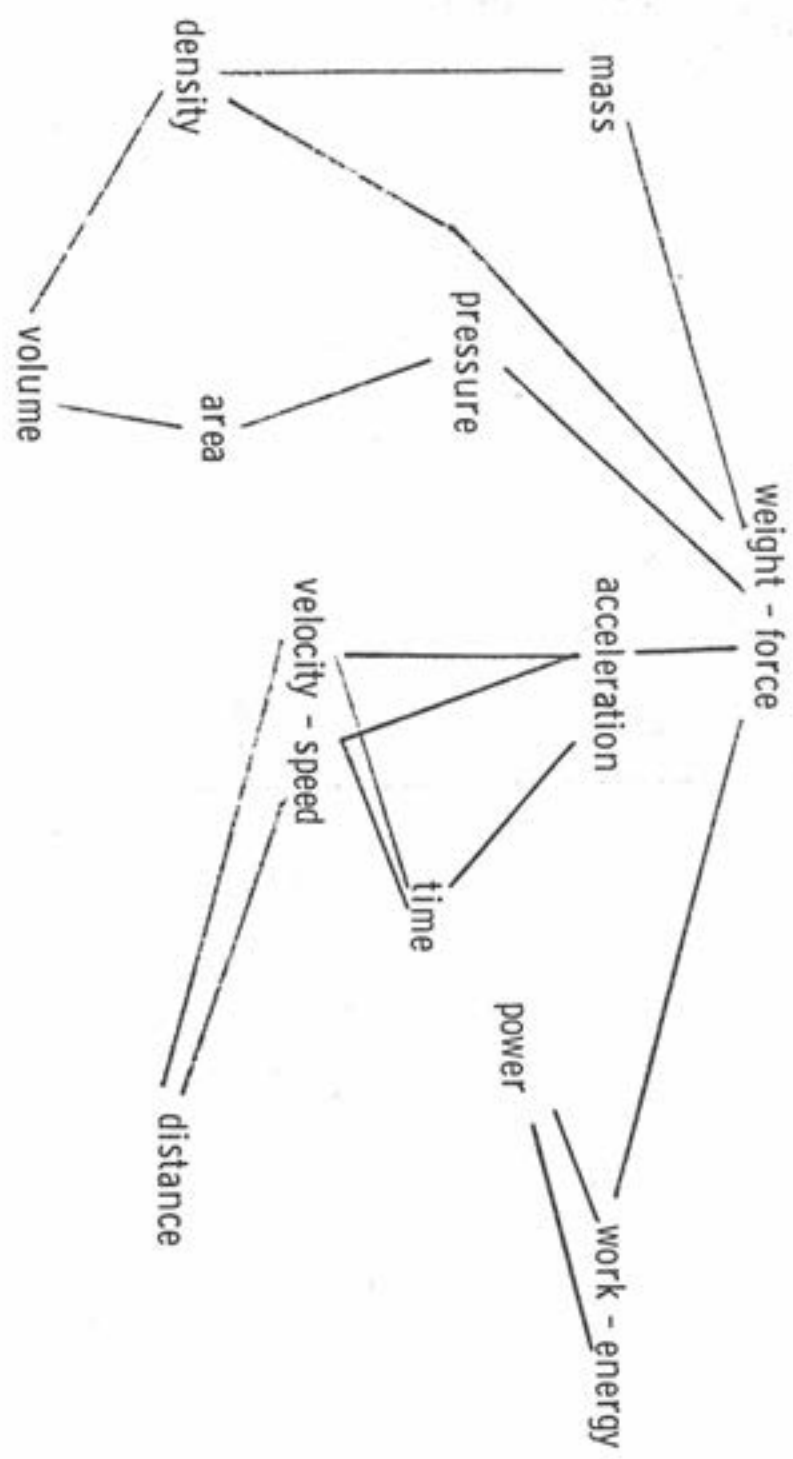 weight - force
mass
acceleration
work - energy
pressure
power
time
velocity - speed
density
area
distance
volume